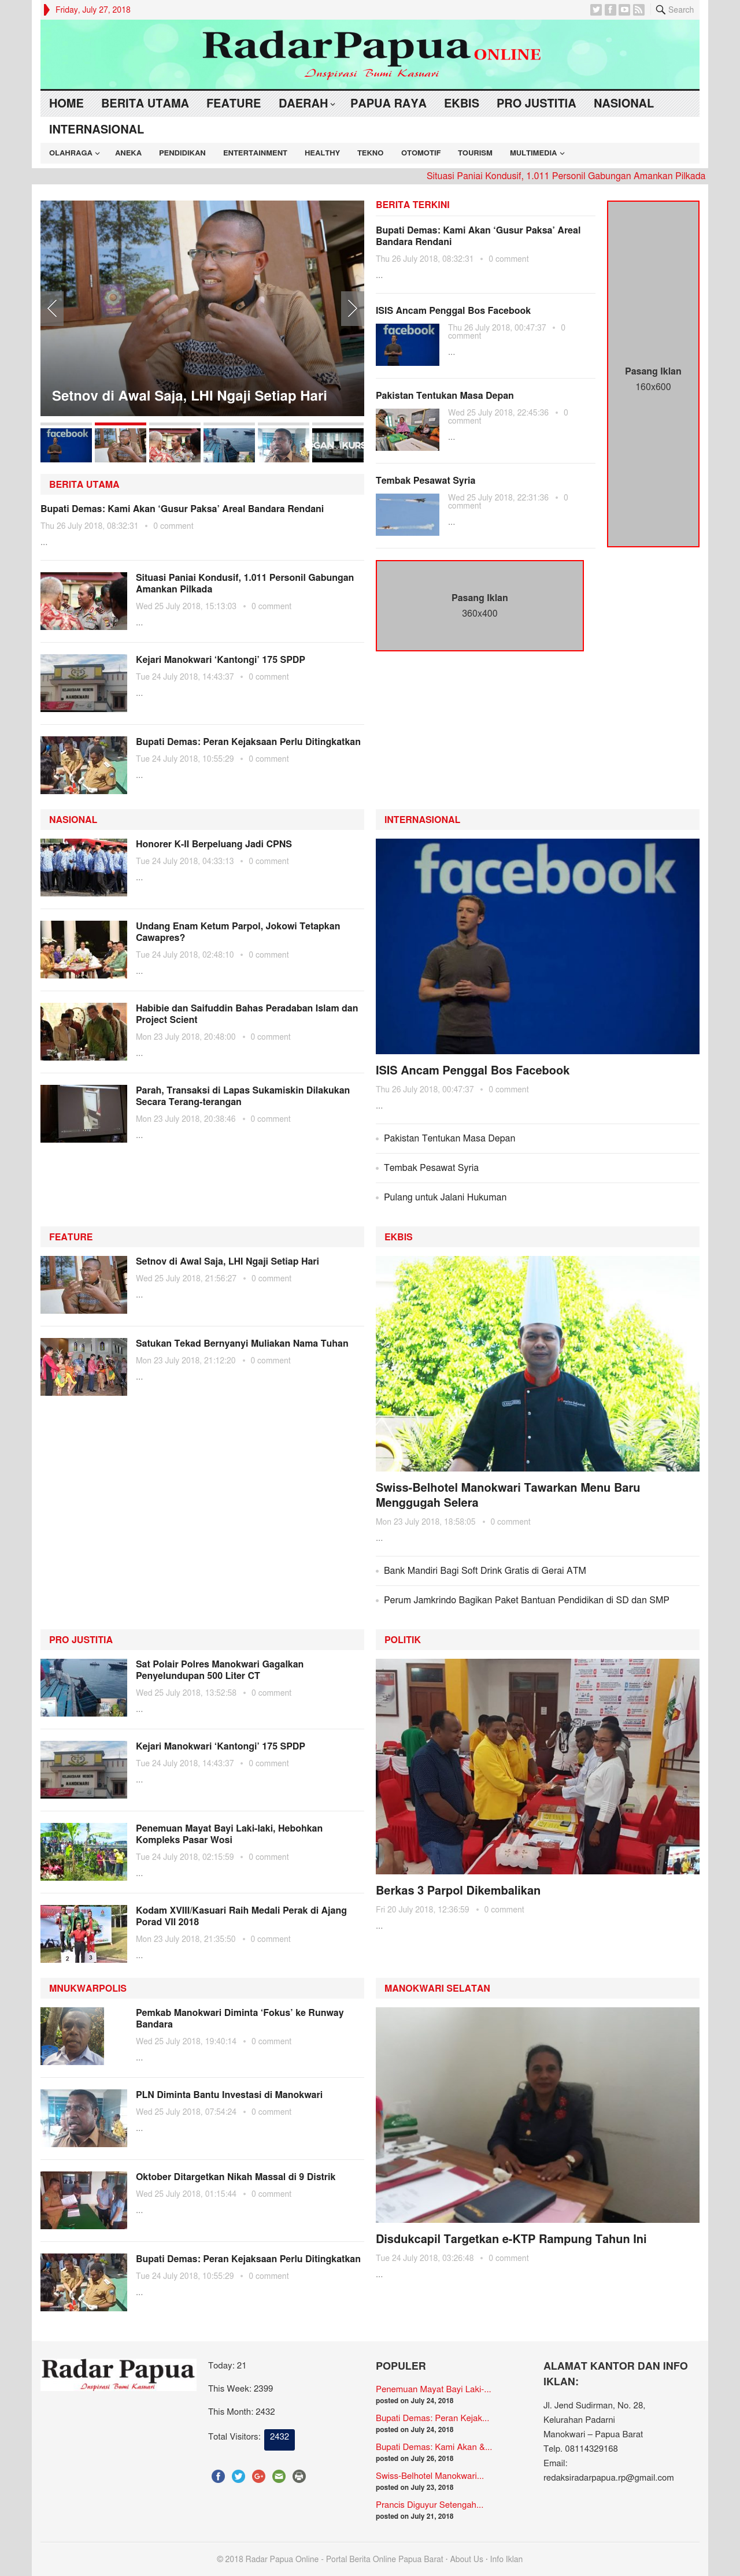 Friday, July 27, 2018
Search
RadarPapua ONLINE
Inspirasi Bumi Kasuari
HOME BERITA UTAMA FEATURE DAERAH PAPUA RAYA EKBIS PRO JUSTITIA NASIONAL
INTERNASIONAL
OLAHRAGA ANEKA PENDIDIKAN ENTERTAINMENT HEALTHY TEKNO OTOMOTIF TOURISM MULTIMEDIA
Situasi Paniai Kondusif, 1.011 Personil Gabungan Amankan Pilkada
Setnov di Awal Saja, LHI Ngaji Setiap Hari
facebook
BERITA UTAMA
Bupati Demas: Kami Akan ‘Gusur Paksa’ Areal Bandara Rendani
Thu 26 July 2018, 08:32:31 • 0 comment
...
Situasi Paniai Kondusif, 1.011 Personil Gabungan
Amankan Pilkada
Wed 25 July 2018, 15:13:03 • 0 comment
...
Kejari Manokwari ‘Kantongi’ 175 SPDP
Tue 24 July 2018, 14:43:37 • 0 comment
...
Bupati Demas: Peran Kejaksaan Perlu Ditingkatkan
Tue 24 July 2018, 10:55:29 • 0 comment
...
BERITA TERKINI
Bupati Demas: Kami Akan ‘Gusur Paksa’ Areal
Bandara Rendani
Thu 26 July 2018, 08:32:31 • 0 comment
...
ISIS Ancam Penggal Bos Facebook
facebook
Thu 26 July 2018, 00:47:37 • 0
comment
...
Pakistan Tentukan Masa Depan
Wed 25 July 2018, 22:45:36 • 0
comment
...
Tembak Pesawat Syria
Wed 25 July 2018, 22:31:36 • 0
comment
...
Pasang Iklan
360x400
Pasang Iklan
160x600
NASIONAL
Honorer K-II Berpeluang Jadi CPNS
Tue 24 July 2018, 04:33:13 • 0 comment
...
Undang Enam Ketum Parpol, Jokowi Tetapkan
Cawapres?
Tue 24 July 2018, 02:48:10 • 0 comment
...
Habibie dan Saifuddin Bahas Peradaban Islam dan
Project Scient
Mon 23 July 2018, 20:48:00 • 0 comment
...
Parah, Transaksi di Lapas Sukamiskin Dilakukan
Secara Terang-terangan
Mon 23 July 2018, 20:38:46 • 0 comment
...
INTERNASIONAL
facebook
ISIS Ancam Penggal Bos Facebook
Thu 26 July 2018, 00:47:37 • 0 comment
...
Pakistan Tentukan Masa Depan
Tembak Pesawat Syria
Pulang untuk Jalani Hukuman
FEATURE
Setnov di Awal Saja, LHI Ngaji Setiap Hari
Wed 25 July 2018, 21:56:27 • 0 comment
...
Satukan Tekad Bernyanyi Muliakan Nama Tuhan
Mon 23 July 2018, 21:12:20 • 0 comment
...
EKBIS
Swiss-Belhotel Manokwari Tawarkan Menu Baru
Menggugah Selera
Mon 23 July 2018, 18:58:05 • 0 comment
...
Bank Mandiri Bagi Soft Drink Gratis di Gerai ATM
Perum Jamkrindo Bagikan Paket Bantuan Pendidikan di SD dan SMP
PRO JUSTITIA
Sat Polair Polres Manokwari Gagalkan
Penyelundupan 500 Liter CT
Wed 25 July 2018, 13:52:58 • 0 comment
...
Kejari Manokwari ‘Kantongi’ 175 SPDP
Tue 24 July 2018, 14:43:37 • 0 comment
...
Penemuan Mayat Bayi Laki-laki, Hebohkan
Kompleks Pasar Wosi
Tue 24 July 2018, 02:15:59 • 0 comment
...
Kodam XVIII/Kasuari Raih Medali Perak di Ajang
Porad VII 2018
Mon 23 July 2018, 21:35:50 • 0 comment
...
POLITIK
Berkas 3 Parpol Dikembalikan
Fri 20 July 2018, 12:36:59 • 0 comment
...
MNUKWARPOLIS
Pemkab Manokwari Diminta ‘Fokus’ ke Runway
Bandara
Wed 25 July 2018, 19:40:14 • 0 comment
...
PLN Diminta Bantu Investasi di Manokwari
Wed 25 July 2018, 07:54:24 • 0 comment
...
Oktober Ditargetkan Nikah Massal di 9 Distrik
Wed 25 July 2018, 01:15:44 • 0 comment
...
Bupati Demas: Peran Kejaksaan Perlu Ditingkatkan
Tue 24 July 2018, 10:55:29 • 0 comment
...
MANOKWARI SELATAN
Disdukcapil Targetkan e-KTP Rampung Tahun Ini
Tue 24 July 2018, 03:26:48 • 0 comment
...
Radar Papua
Inspirasi Bumi Kasuari
Today: 21
This Week: 2399
This Month: 2432
Total Visitors: 2432
POPULER
Penemuan Mayat Bayi Laki-...
posted on July 24, 2018
Bupati Demas: Peran Kejak...
posted on July 24, 2018
Bupati Demas: Kami Akan &...
posted on July 26, 2018
Swiss-Belhotel Manokwari...
posted on July 23, 2018
Prancis Diguyur Setengah...
posted on July 21, 2018
ALAMAT KANTOR DAN INFO
IKLAN:
Jl. Jend Sudirman, No. 28,
Kelurahan Padarni
Manokwari – Papua Barat
Telp. 08114329168
Email:
redaksiradarpapua.rp@gmail.com
© 2018 Radar Papua Online - Portal Berita Online Papua Barat - About Us - Info Iklan